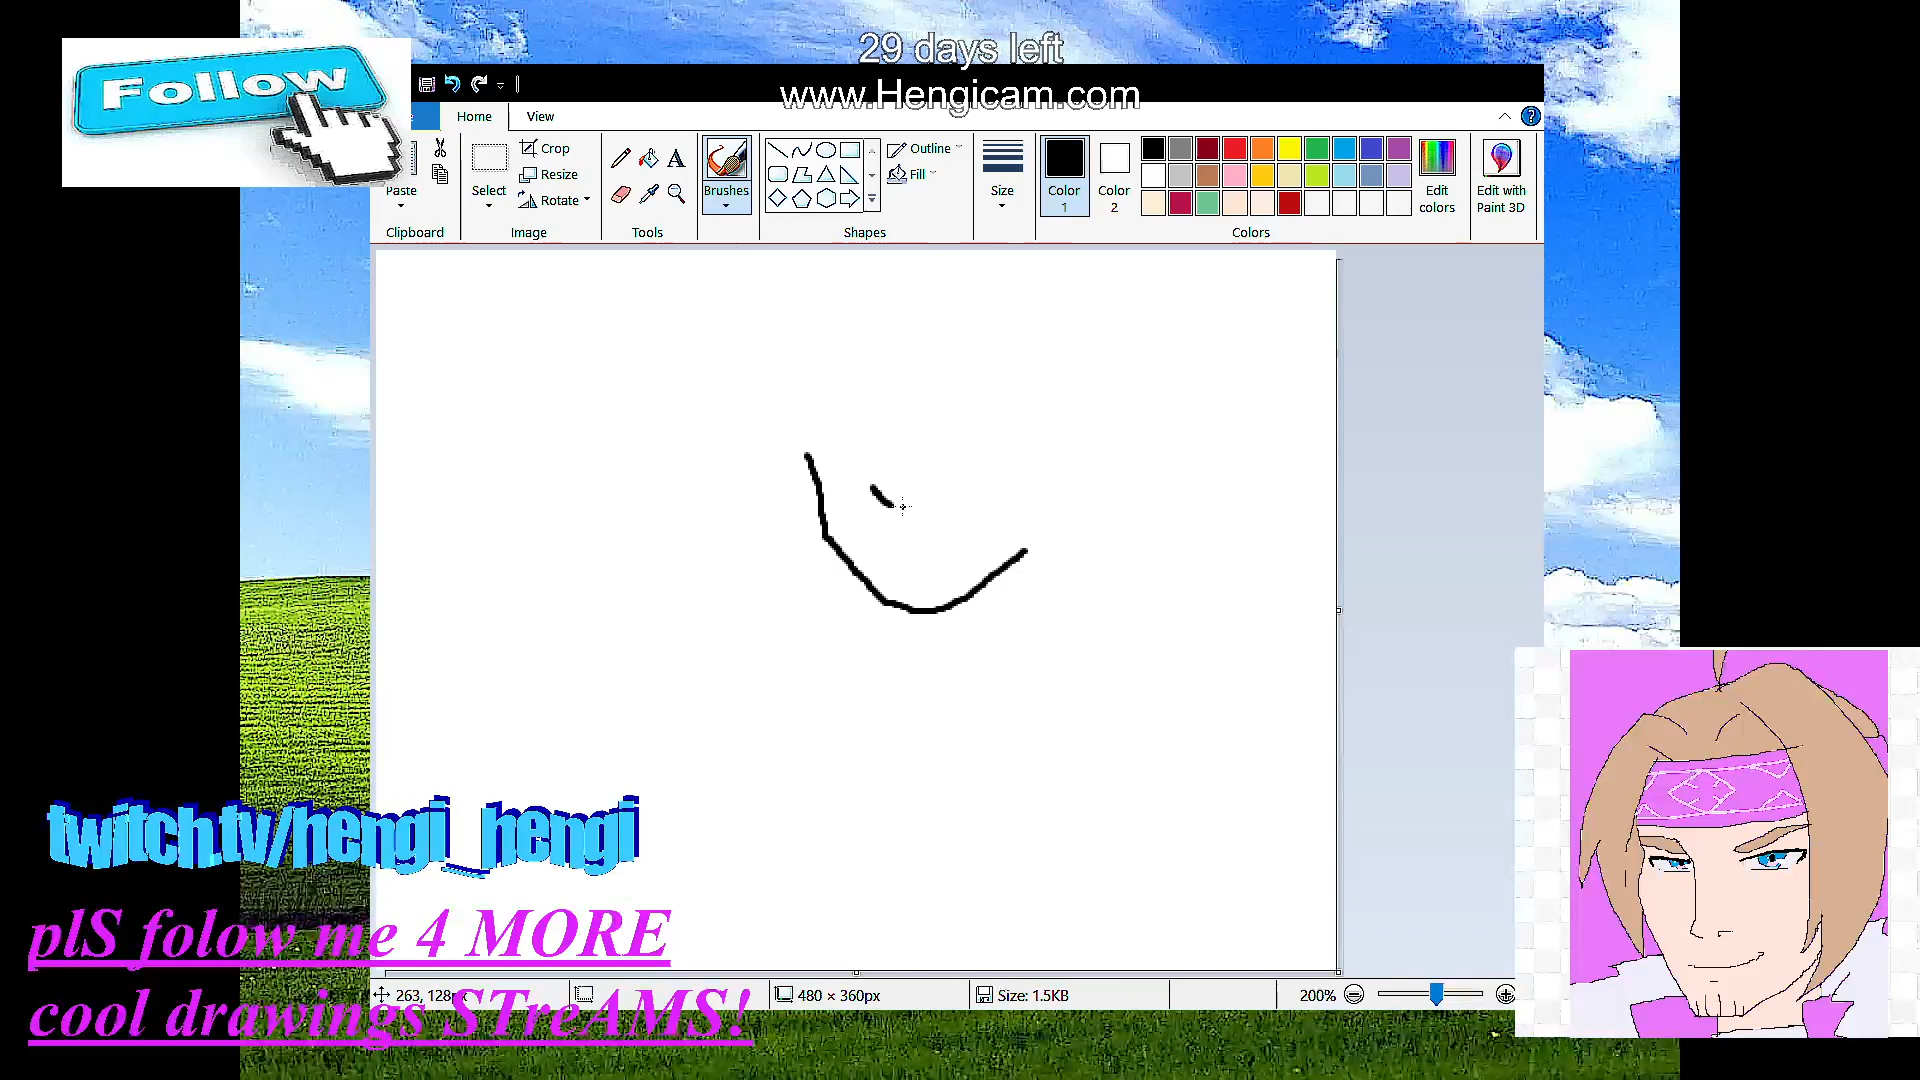 29 days left
Follow
www.Hengicam.com
Home View
Crop
Resize
Rotate
Paste
Select
Brushes
Outline
Fill
Size
Color 1
Color 2
Edit colors
Edit with Paint 3D
Clipboard
Image
Tools
Shapes
Colors
twitch.tv/hengi_hengi
plS folow me 4 MORE
cool drawings STreAMS!
263, 128px
480 × 360px
Size: 1.5KB
200%